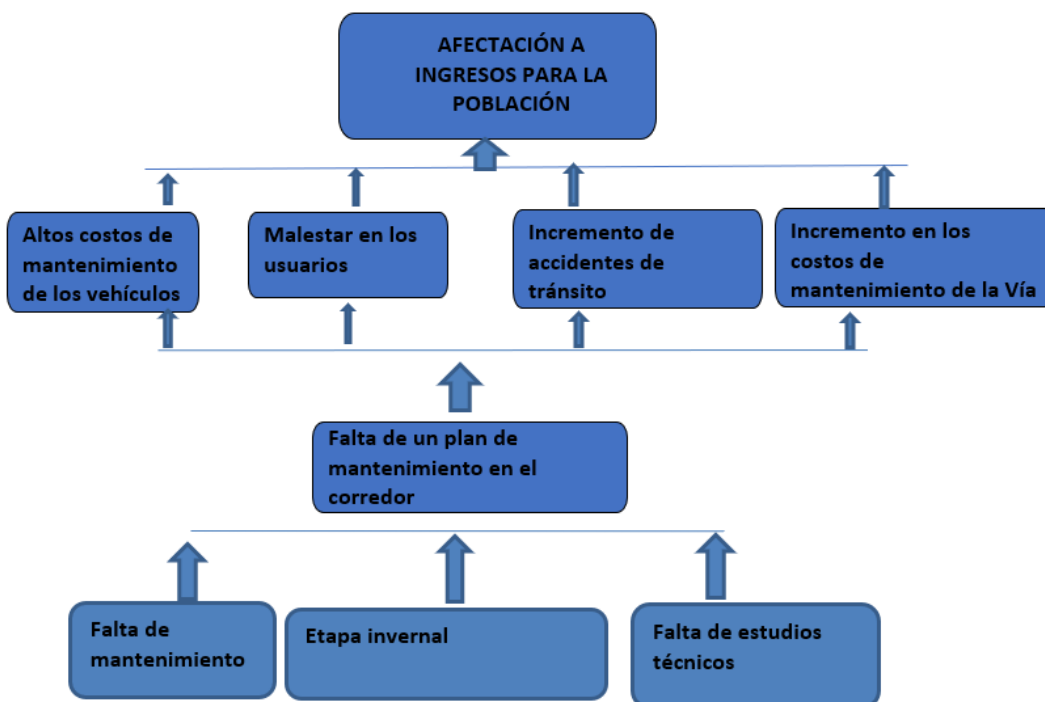 AFECTACIÓN A
INGRESOS PARA LA
POBLACIÓN
Altos costos de
mantenimiento
de los vehículos
Malestar en los
usuarios
Incremento de
accidentes de
tránsito
Incremento en los
costos de
mantenimiento de la Vía
Falta de un plan de
mantenimiento en el
corredor
Falta de
mantenimiento
Etapa invernal
Falta de estudios
técnicos